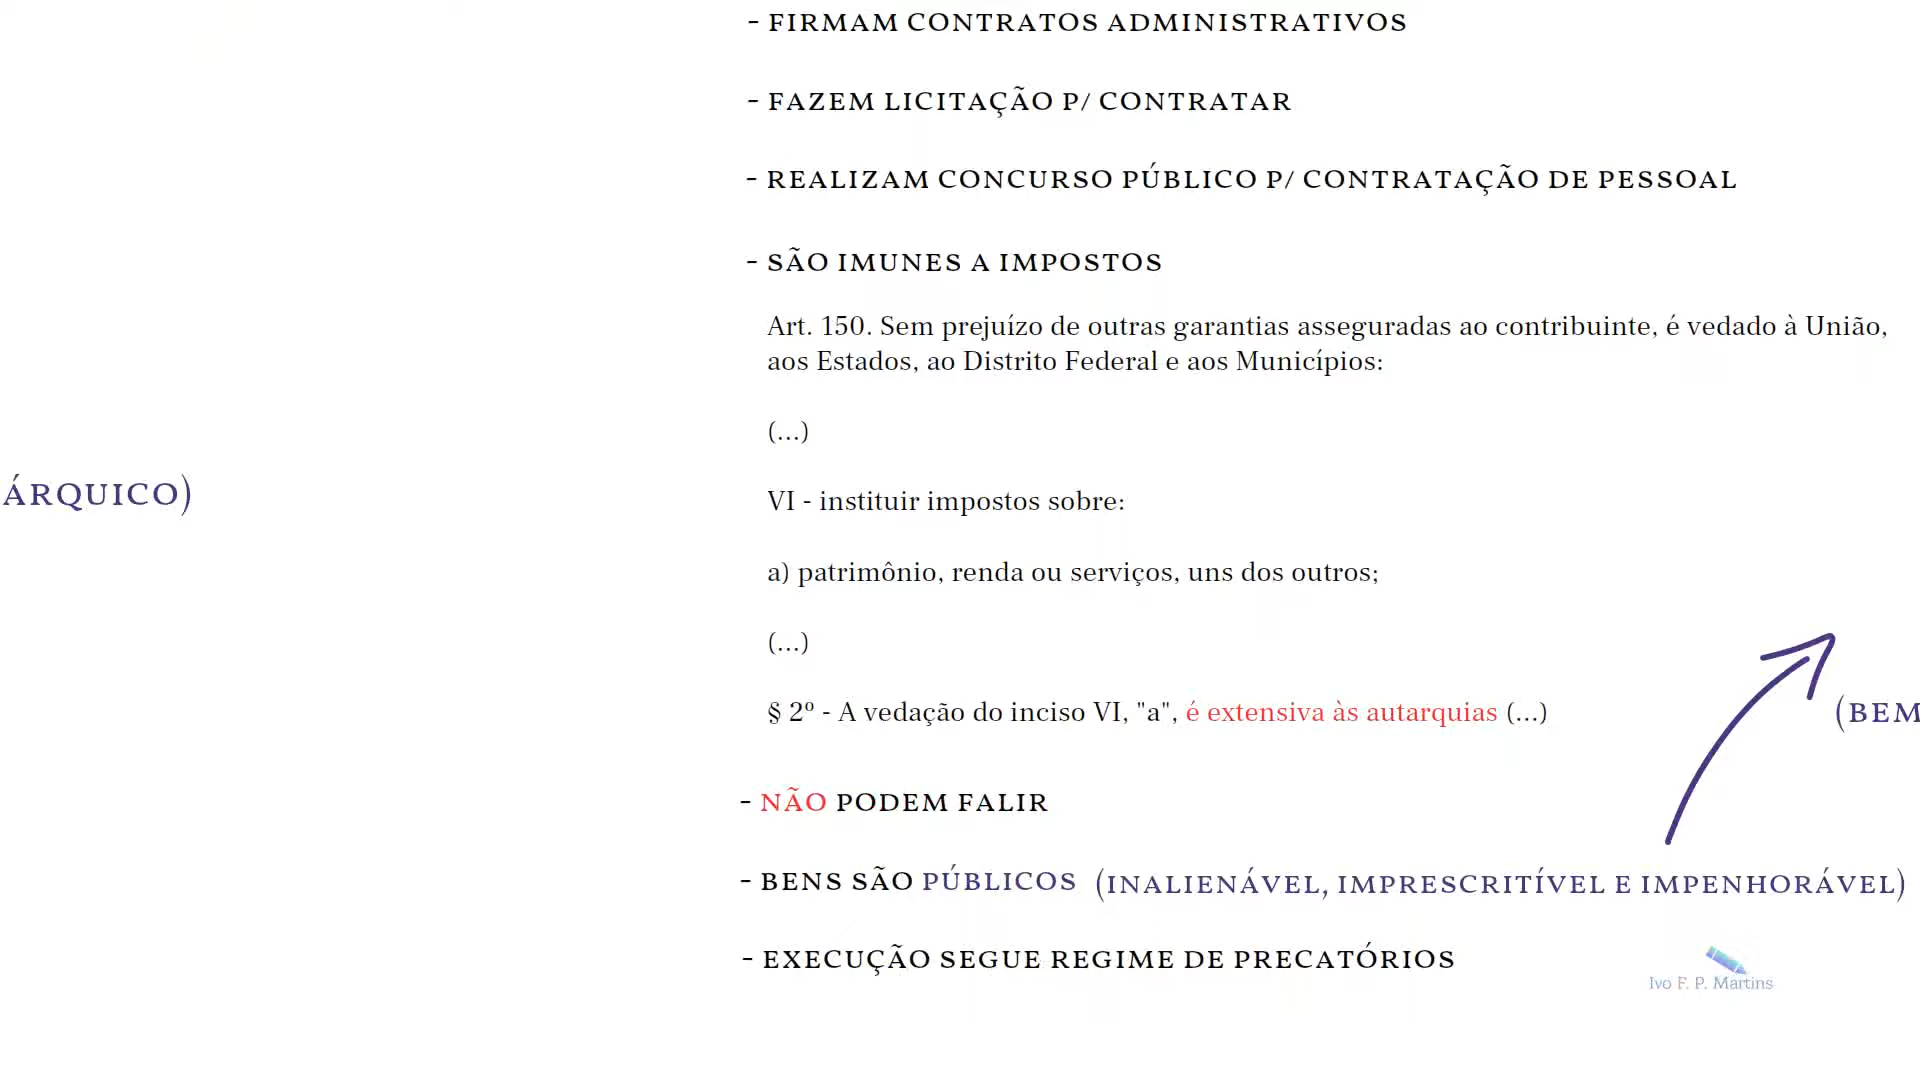 - FIRMAM CONTRATOS ADMINISTRATIVOS
- FAZEM LICITAÇÃO P/ CONTRATAR
- REALIZAM CONCURSO PÚBLICO P/ CONTRATAÇÃO DE PESSOAL
- SÃO IMUNES A IMPOSTOS
Art. 150. Sem prejuízo de outras garantias asseguradas ao contribuinte, é vedado à União,
aos Estados, ao Distrito Federal e aos Municípios:
(...)
ÁRQUICO)
VI - instituir impostos sobre:
a) patrimônio, renda ou serviços, uns dos outros;
(...)
§ 2º - A vedação do inciso VI, "a", é extensiva às autarquias (...)
(BEM
- NÃO PODEM FALIR
- BENS SÃO PÚBLICOS (INALIENÁVEL, IMPRESCRITÍVEL E IMPENHORÁVEL)
- EXECUÇÃO SEGUE REGIME DE PRECATÓRIOS
Ivo F. P. Martins